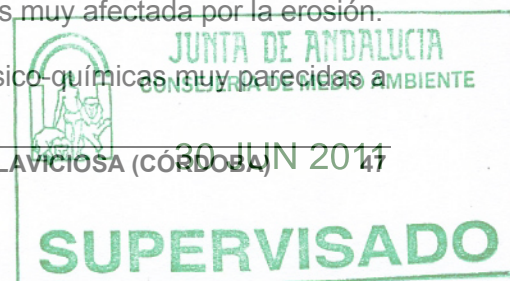 s muy afectada por la erosión.
JUNTA DE ANDALUCIA
sico-químicas muy parecidas a
CONSEJERIA DE MEDIO AMBIENTE
LAVICIOSA (CÓRDOBA) 47
30 JUN 2011
SUPERVISADO